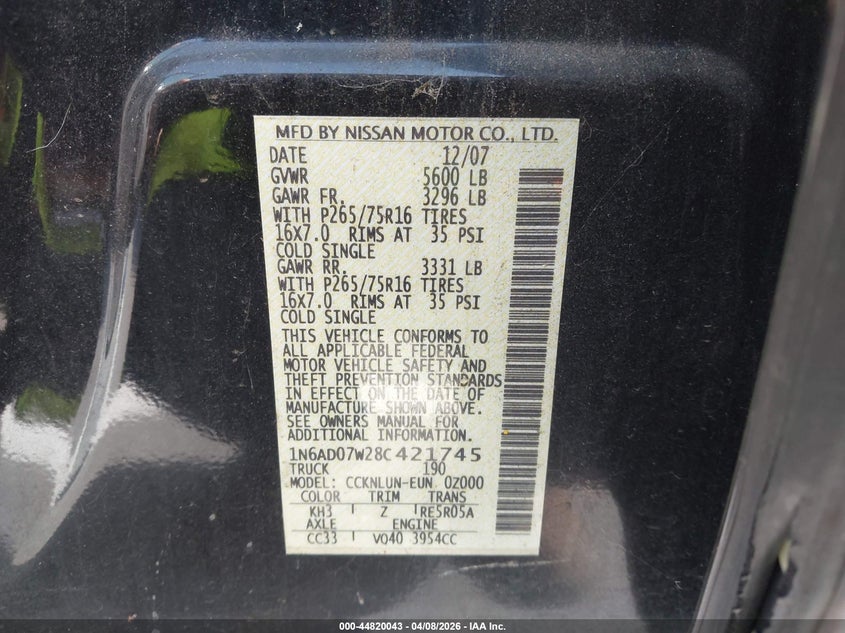 MFD BY NISSAN MOTOR CO., LTD.
DATE 12/07
GVWR 5600 LB
GAWR FR. 3296 LB
WITH P265/75R16 TIRES
16X7.0 RIMS AT 35 PSI
COLD SINGLE
GAWR RR. 3331 LB
WITH P265/75R16 TIRES
16X7.0 RIMS AT 35 PSI
COLD SINGLE
THIS VEHICLE CONFORMS TO
ALL APPLICABLE FEDERAL
MOTOR VEHICLE SAFETY AND
THEFT PREVENTION STANDARDS
IN EFFECT ON THE DATE OF
MANUFACTURE SHOWN ABOVE.
SEE OWNERS MANUAL FOR
ADDITIONAL INFORMATION
1N6AD07W28C421745
TRUCK 190
MODEL: CCKNLUN-EUN 0Z000
COLOR TRIM TRANS
KH3 Z RE5R05A
AXLE ENGINE
CC33 VQ40 3954CC
000-44820043 - 04/08/2026 - IAA Inc.